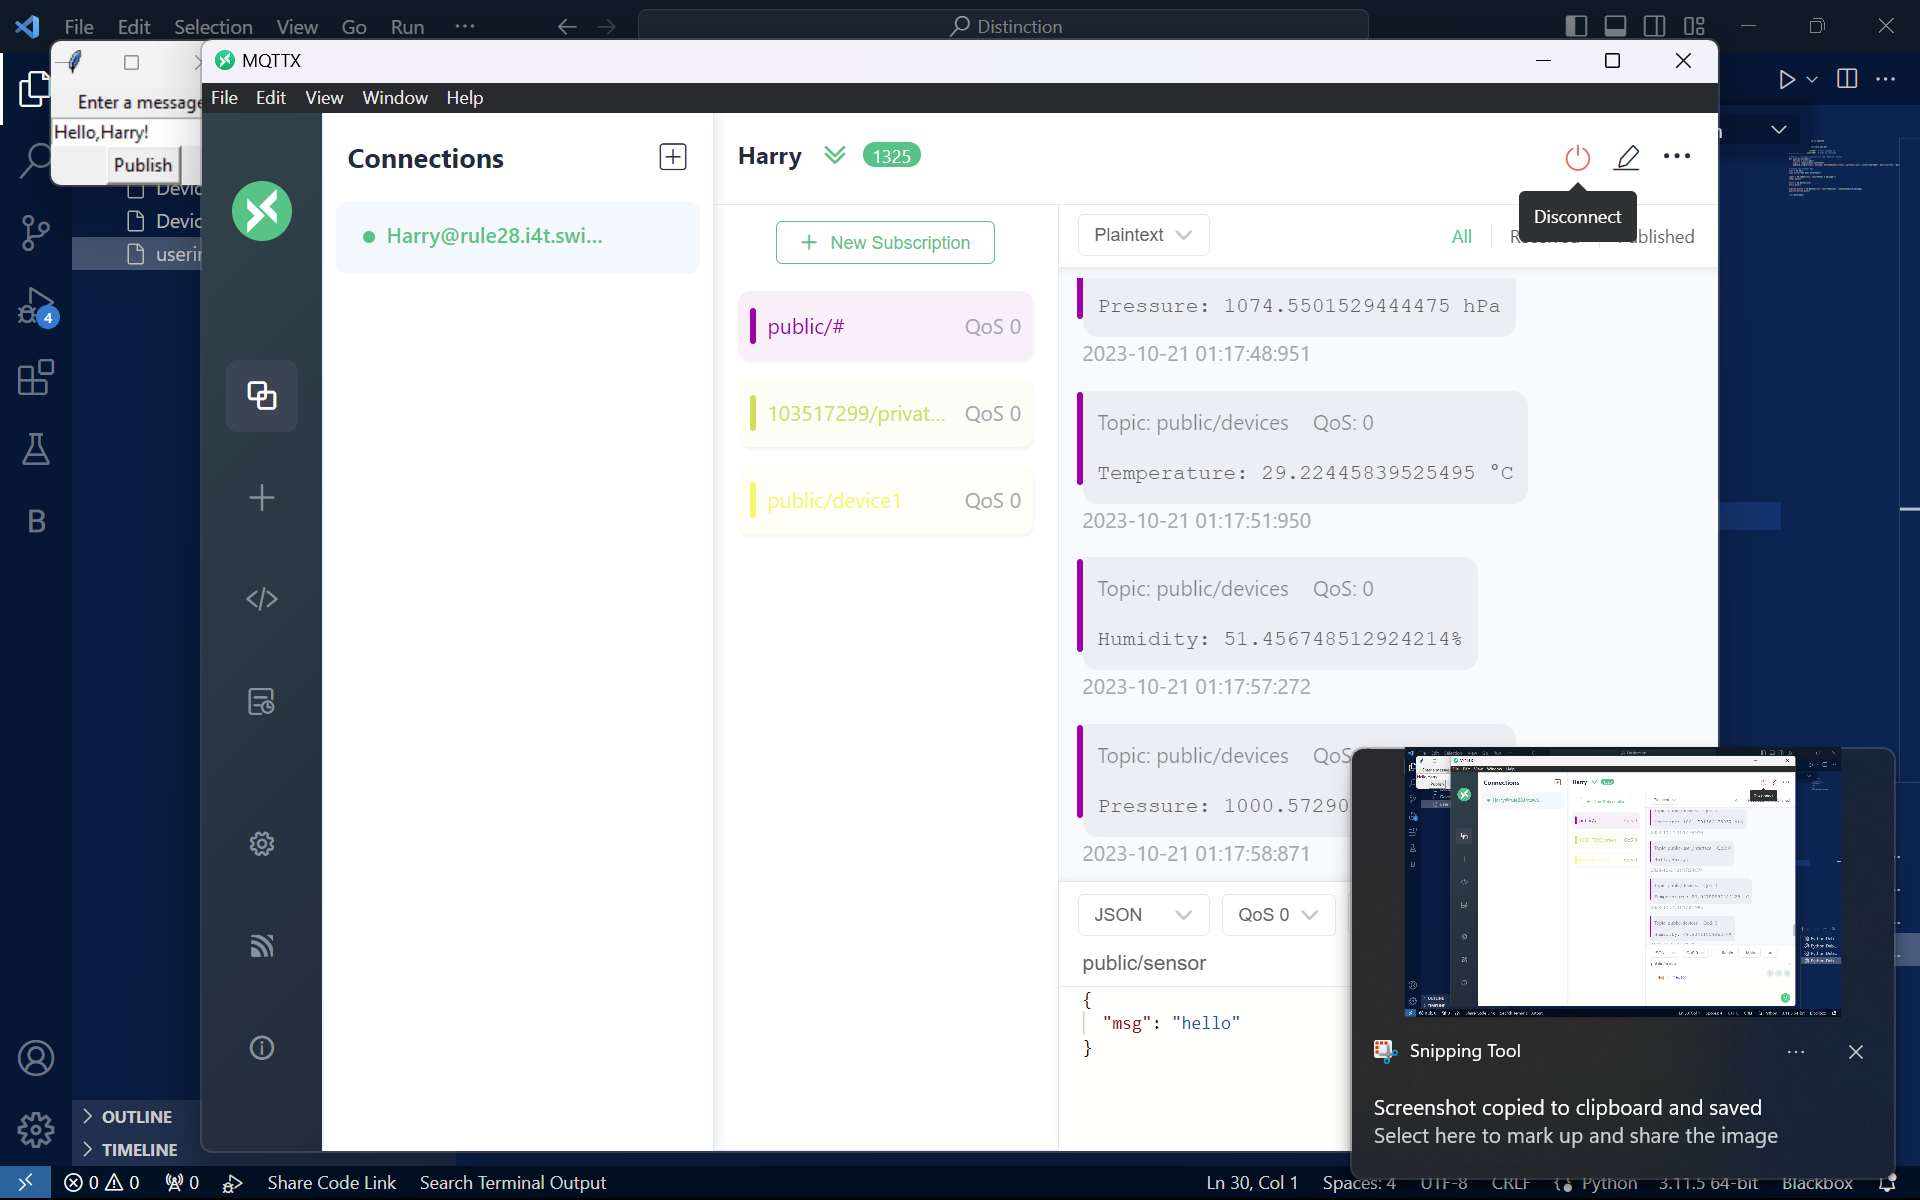 File Edit Selection View Go Run ···
Distinction
MQTTX
Enter a message
Hello,Harry!
Publish
File Edit View Window Help
Connections
Harry 1325
Disconnect
Harry@rule28.i4t.swi...
+ New Subscription
Plaintext
All
public/# QoS 0
103517299/privat... QoS 0
public/device1 QoS 0
Pressure: 1074.5501529444475 hPa
2023-10-21 01:17:48:951
Topic: public/devices QoS: 0
Temperature: 29.22445839525495 °C
2023-10-21 01:17:51:950
Topic: public/devices QoS: 0
Humidity: 51.456748512924214%
2023-10-21 01:17:57:272
Topic: public/devices QoS
Pressure: 1000.57290
2023-10-21 01:17:58:871
JSON QoS 0
public/sensor
{
"msg": "hello"
}
4
B
Devic
Devic
userin
OUTLINE
TIMELINE
Snipping Tool
Screenshot copied to clipboard and saved
Select here to mark up and share the image
0 0 0 Share Code Link Search Terminal Output
Ln 30, Col 1 Spaces: 4 UTF-8 CRLF Python 3.11.5 64-bit Blackbox